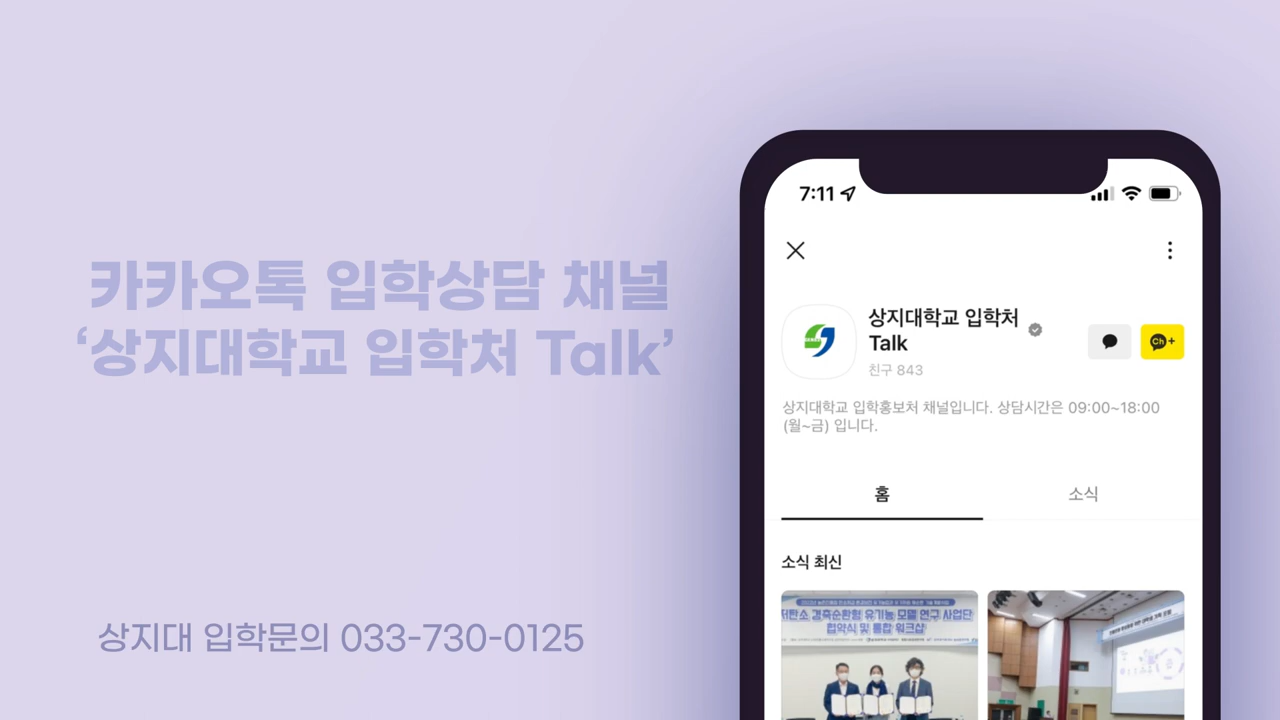 카카오톡 입학상담 채널
‘상지대학교 입학처 Talk’
상지대 입학문의 033-730-0125
7:11
상지대학교 입학처
Talk
친구 843
Ch+
상지대학교 입학홍보처 채널입니다. 상담시간은 09:00~18:00
(월~금) 입니다.
홈
소식
소식 최신
저탄소 경축순환형 유기농 모델 연구 사업단
협약식 및 통합 워크샵